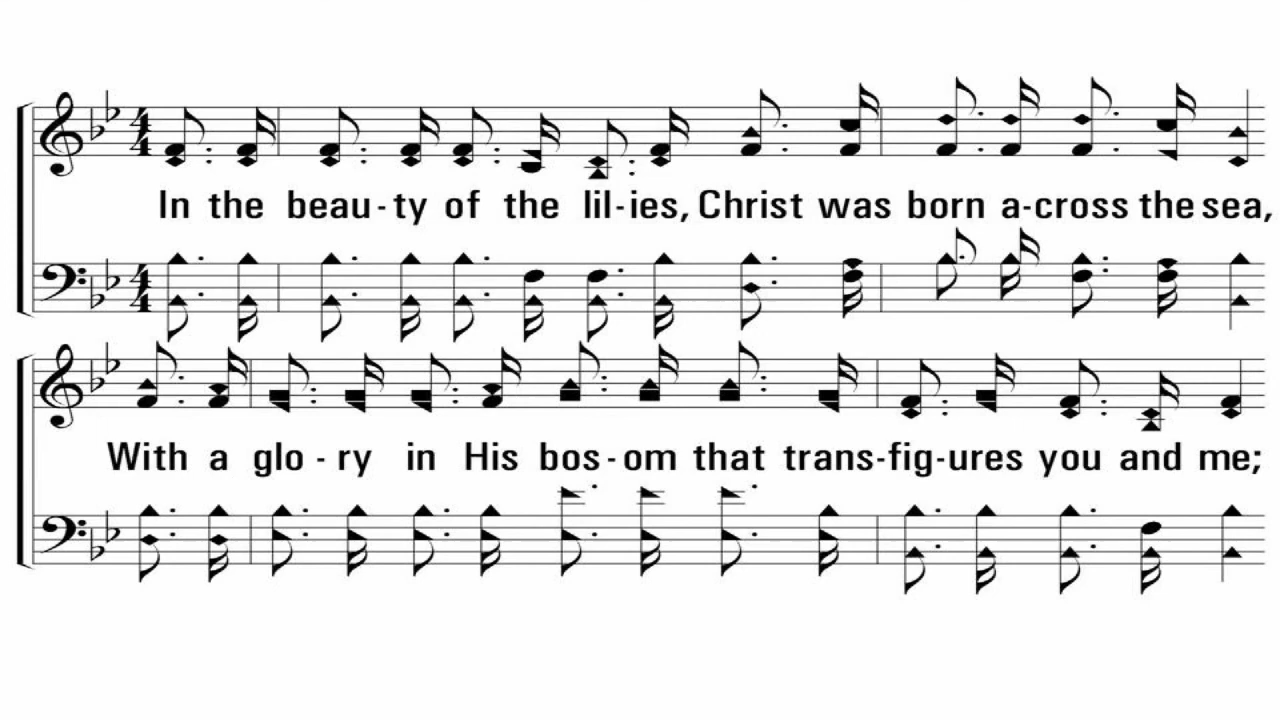 In the beau-ty of the lil-ies, Christ was born a-cross the sea,
With a glo-ry in His bos-om that trans-fig-ures you and me;